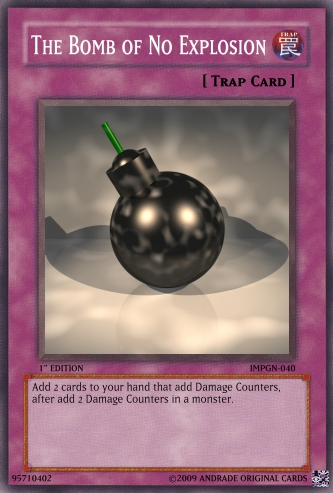 The Bomb of No Explosion
TRAP
罠
[ Trap Card ]
1ST EDITION
IMPGN-040
Add 2 cards to your hand that add Damage Counters,
after add 2 Damage Counters in a monster.
95710402
©2009 ANDRADE ORIGINAL CARDS